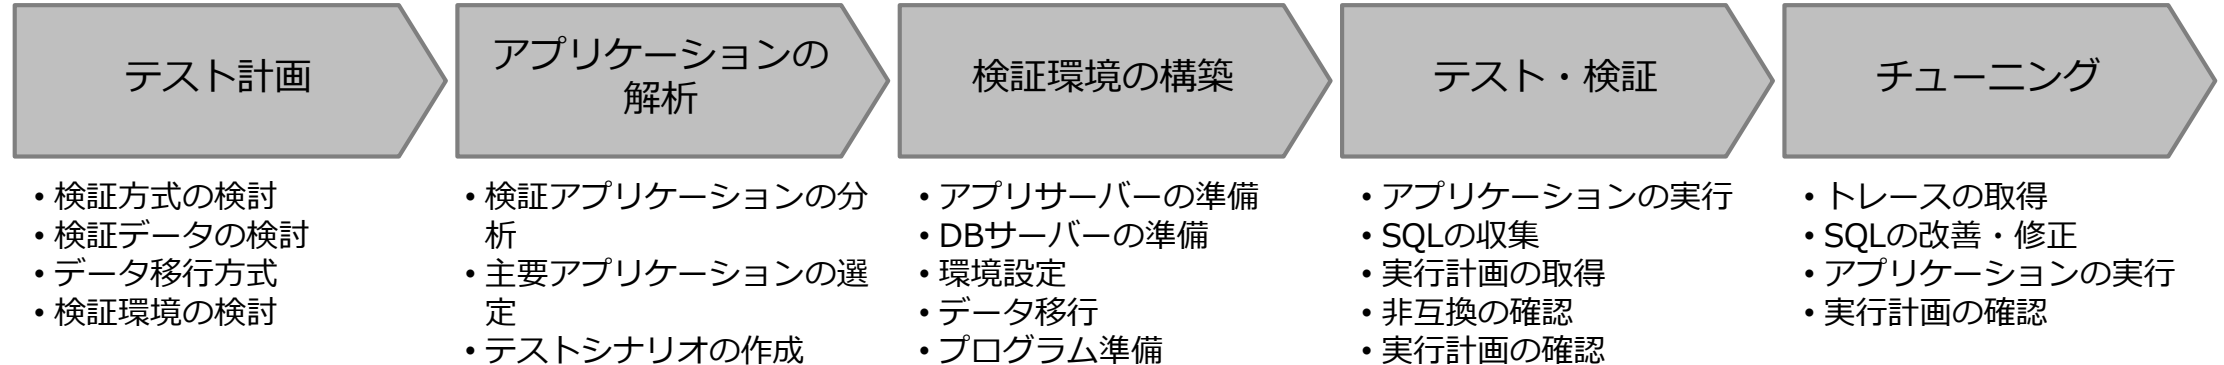 テスト計画
アプリケーションの
解析
検証環境の構築
テスト・検証
チューニング
• 検証方式の検討
• 検証データの検討
• データ移行方式
• 検証環境の検討
• 検証アプリケーションの分
析
• 主要アプリケーションの選
定
• テストシナリオの作成
• アプリサーバーの準備
• DBサーバーの準備
• 環境設定
• データ移行
• プログラム準備
• アプリケーションの実行
• SQLの収集
• 実行計画の取得
• 非互換の確認
• 実行計画の確認
• トレースの取得
• SQLの改善・修正
• アプリケーションの実行
• 実行計画の確認